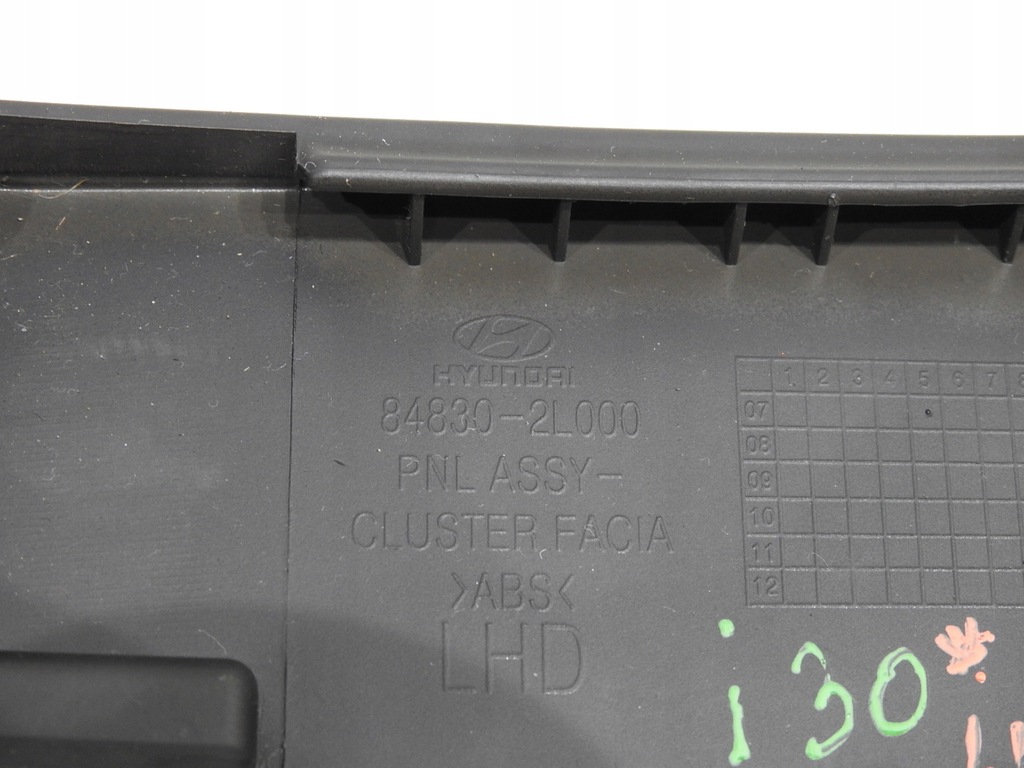 HYUNDAI
84830-2L000
PNL ASSY-
CLUSTER FACIA
>ABS<
LHD
1 2 3 4 5 6 7 8
07
08
09
10
11
12
i30*